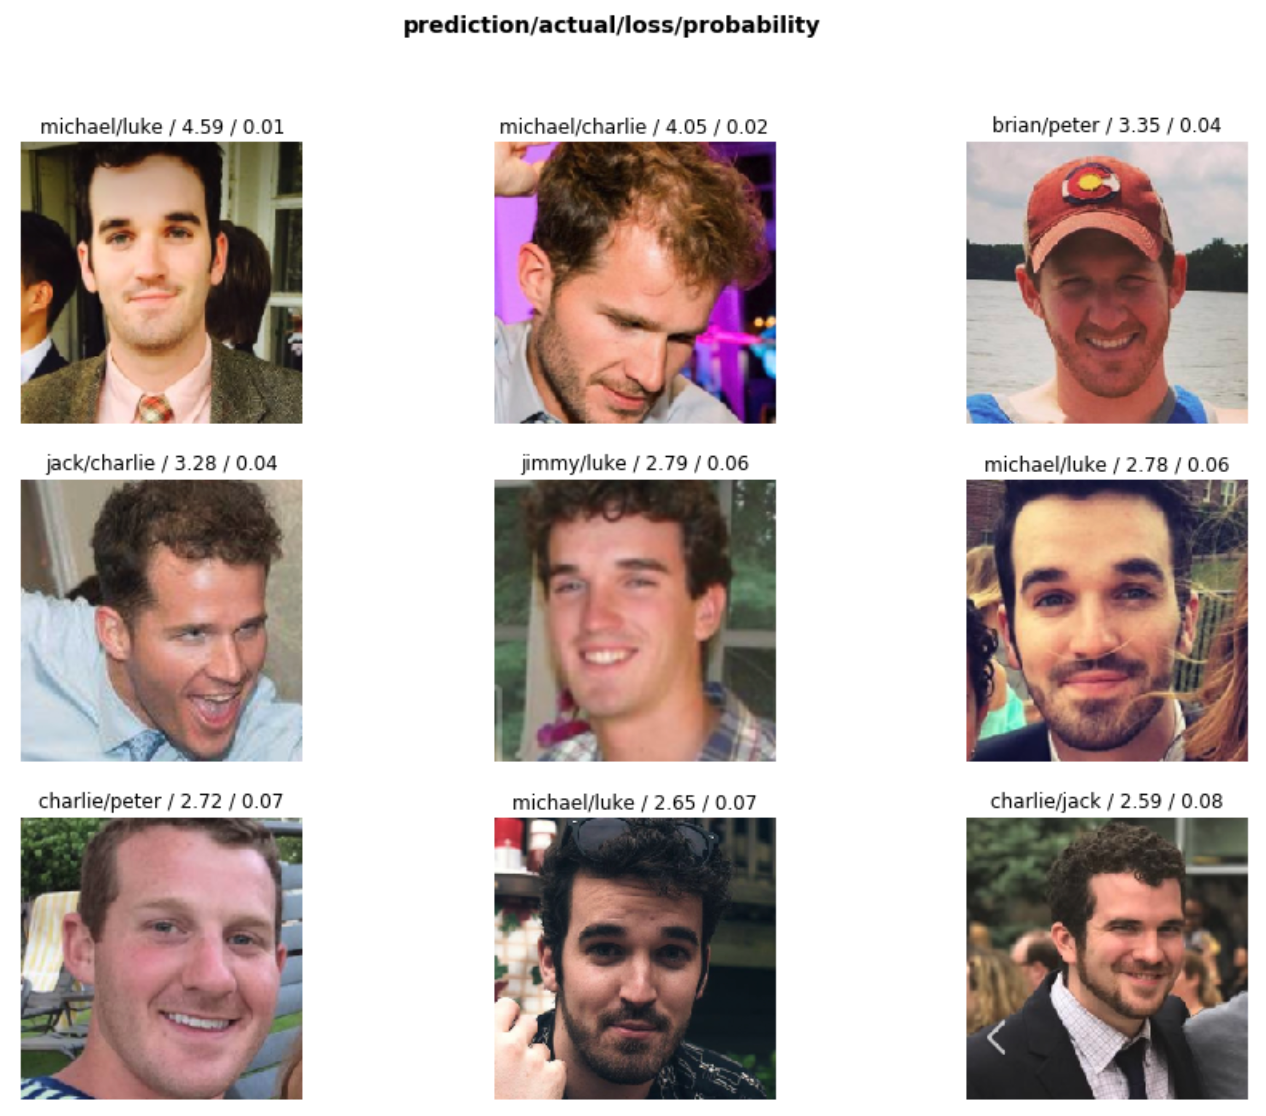 prediction/actual/loss/probability
michael/luke / 4.59 / 0.01
michael/charlie / 4.05 / 0.02
brian/peter / 3.35 / 0.04
jack/charlie / 3.28 / 0.04
jimmy/luke / 2.79 / 0.06
michael/luke / 2.78 / 0.06
charlie/peter / 2.72 / 0.07
michael/luke / 2.65 / 0.07
charlie/jack / 2.59 / 0.08